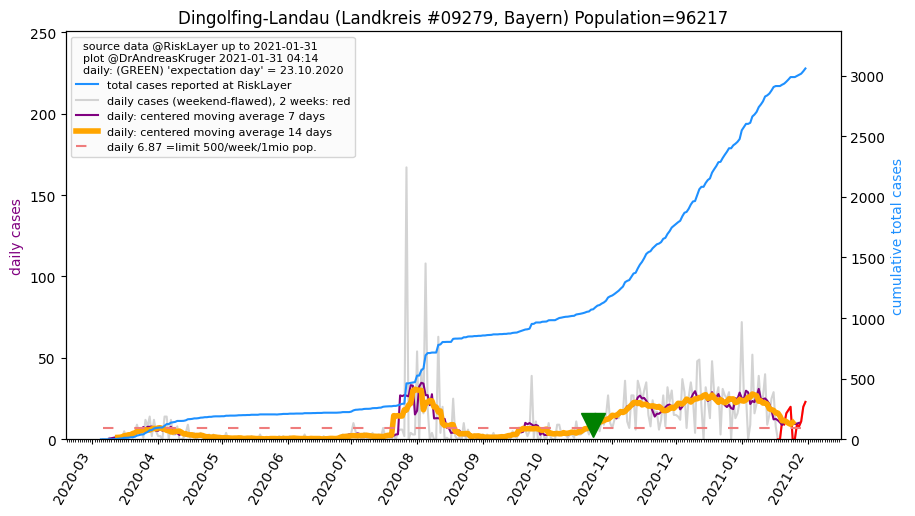 Dingolfing-Landau (Landkreis #09279, Bayern) Population=96217
source data @RiskLayer up to 2021-01-31
plot @DrAndreasKruger 2021-01-31 04:14
daily: (GREEN) 'expectation day' = 23.10.2020
total cases reported at RiskLayer
daily cases (weekend-flawed), 2 weeks: red
daily: centered moving average 7 days
daily: centered moving average 14 days
daily 6.87 =limit 500/week/1mio pop.
daily cases
250
200
150
100
50
0
cumulative total cases
3000
2500
2000
1500
1000
500
0
2020-03
2020-04
2020-05
2020-06
2020-07
2020-08
2020-09
2020-10
2020-11
2020-12
2021-01
2021-02